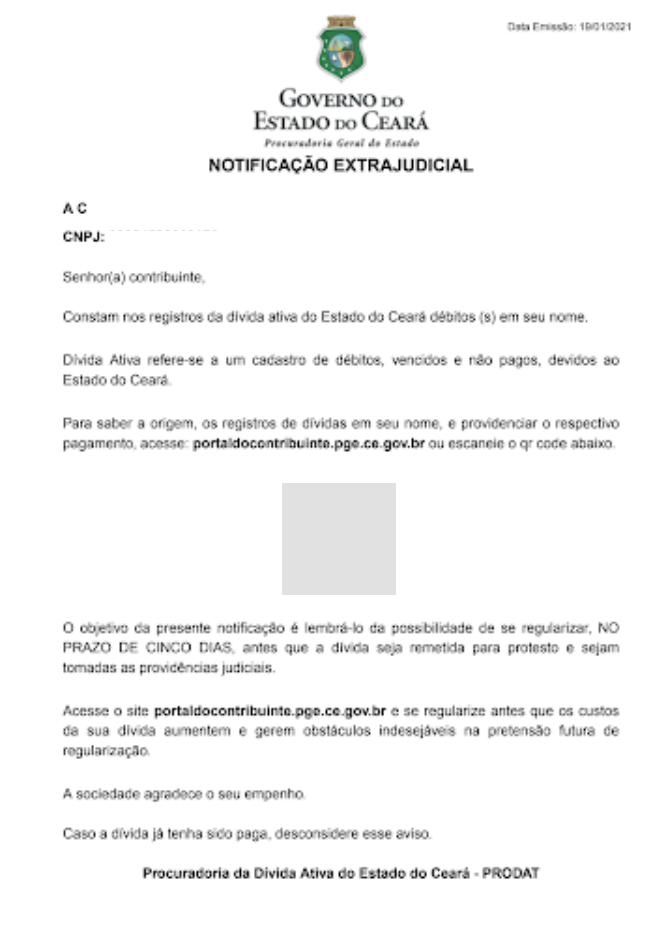 Data Emissão: 19/01/2021
GOVERNO DO
ESTADO DO CEARÁ
Procuradoria Geral do Estado
NOTIFICAÇÃO EXTRAJUDICIAL
A C
CNPJ:
Senhor(a) contribuinte,
Constam nos registros da dívida ativa do Estado do Ceará débitos (s) em seu nome.
Dívida Ativa refere-se a um cadastro de débitos, vencidos e não pagos, devidos ao
Estado do Ceará.
Para saber a origem, os registros de dívidas em seu nome, e providenciar o respectivo
pagamento, acesse: portaldocontribuinte.pge.ce.gov.br ou escaneie o qr code abaixo.
O objetivo da presente notificação é lembrá-lo da possibilidade de se regularizar, NO
PRAZO DE CINCO DIAS, antes que a dívida seja remetida para protesto e sejam
tomadas as providências judiciais.
Acesse o site portaldocontribuinte.pge.ce.gov.br e se regularize antes que os custos
da sua dívida aumentem e gerem obstáculos indesejáveis na pretensão futura de
regularização.
A sociedade agradece o seu empenho.
Caso a dívida já tenha sido paga, desconsidere esse aviso.
Procuradoria da Dívida Ativa do Estado do Ceará - PRODAT